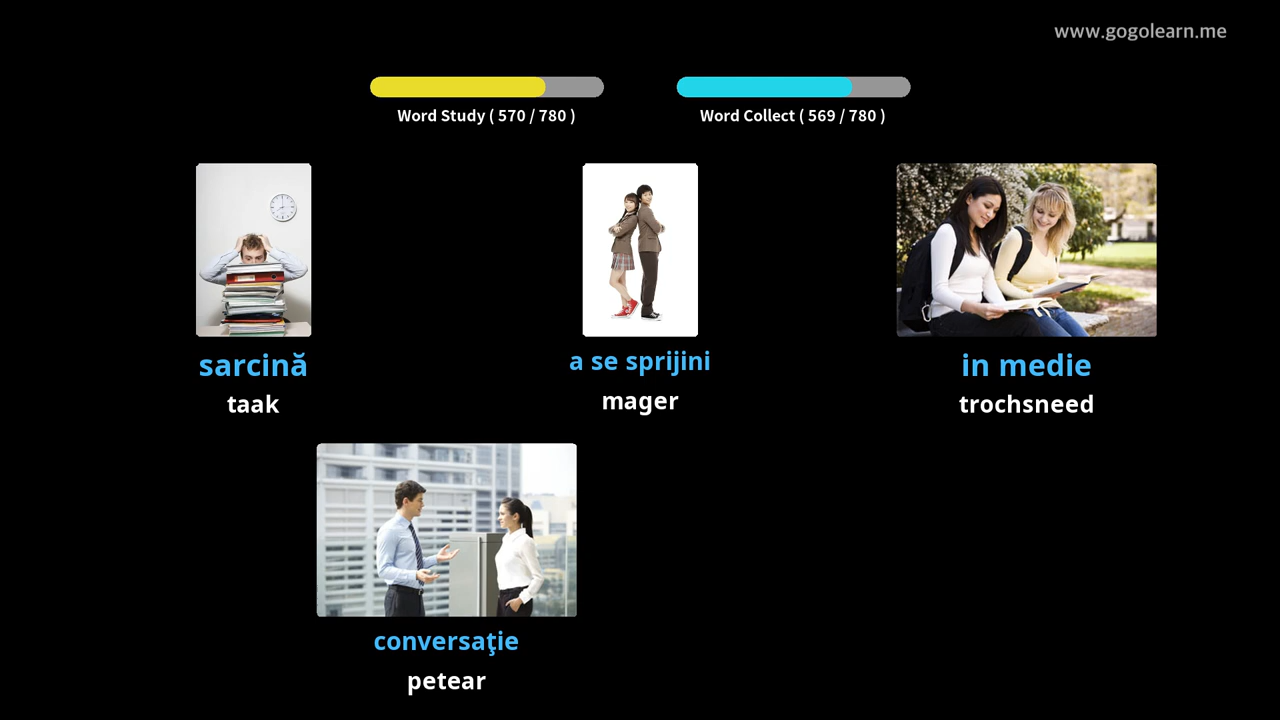 www.gogolearn.me
Word Study ( 570 / 780 )
Word Collect ( 569 / 780 )
sarcină
taak
a se sprijini
mager
in medie
trochsneed
conversaţie
petear